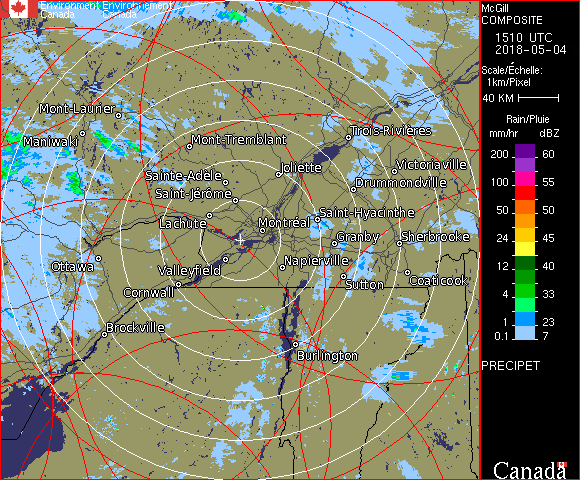 Environment Environnement
Canada Canada
Mont-Laurier
Maniwaki
Mont-Tremblant
Trois-Rivières
Joliette
Victoriaville
Sainte-Adèle
Drummondville
Saint-Jérôme
Lachute
Saint-Hyacinthe
Montréal
Granby
Sherbrooke
Ottawa
Valleyfield
Napierville
Cornwall
Sutton
Coaticook
Brockville
Burlington
McGill
COMPOSITE
1510 UTC
2018-05-04
Scale/Échelle:
1km/Pixel
40 KM
Rain/Pluie
mm/hr dBZ
200 60
100 55
50 50
24 45
12 40
4 33
1 23
0.1 7
PRECIPET
Canada